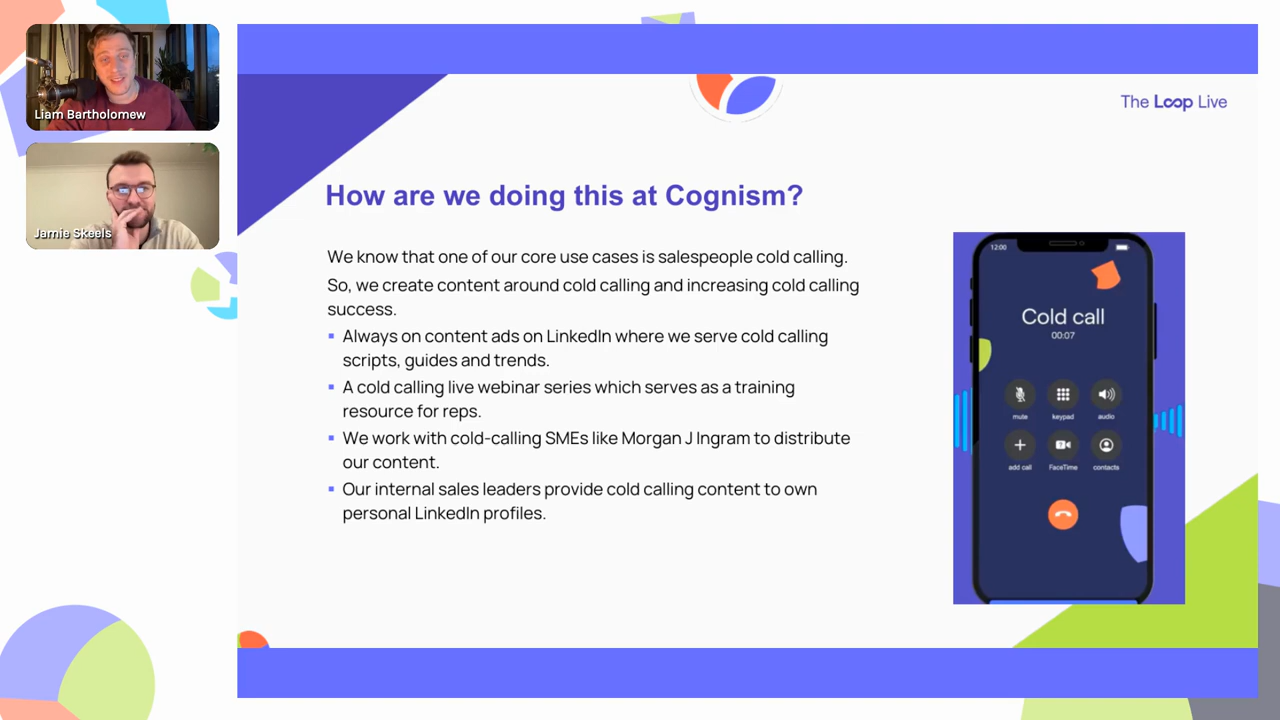 Liam Bartholomew
Jamie Skeels
The Loop Live
How are we doing this at Cognism?
We know that one of our core use cases is salespeople cold calling.
So, we create content around cold calling and increasing cold calling
success.
▪ Always on content ads on LinkedIn where we serve cold calling
scripts, guides and trends.
▪ A cold calling live webinar series which serves as a training
resource for reps.
▪ We work with cold-calling SMEs like Morgan J Ingram to distribute
our content.
▪ Our internal sales leaders provide cold calling content to own
personal LinkedIn profiles.
12:00
Cold call
00:07
mute keypad audio
add call FaceTime contacts